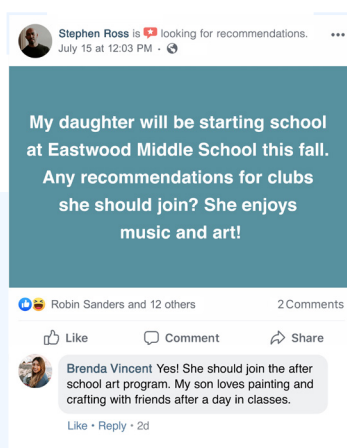 Stephen Ross is looking for recommendations.
July 15 at 12:03 PM ·
My daughter will be starting school
at Eastwood Middle School this fall.
Any recommendations for clubs
she should join? She enjoys
music and art!
Robin Sanders and 12 others 2 Comments
Like Comment Share
Brenda Vincent Yes! She should join the after
school art program. My son loves painting and
crafting with friends after a day in classes.
Like • Reply • 2d